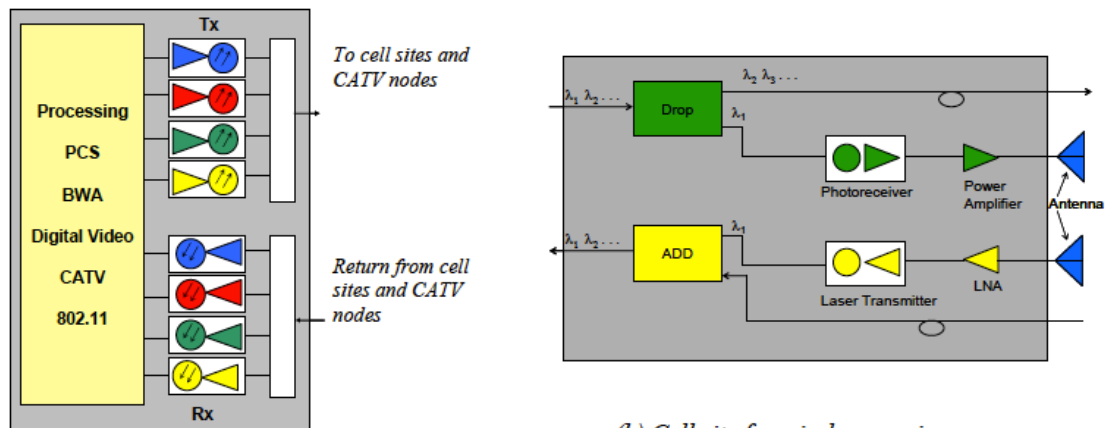 Tx
Processing
PCS
BWA
Digital Video
CATV
802.11
Rx
To cell sites and
CATV nodes
Return from cell
sites and CATV
nodes
λ1 λ2 . . .
Drop
λ2 λ3 . . .
λ1
Photoreceiver
Power
Amplifier
Antenna
λ1 λ2 . . .
ADD
λ1
Laser Transmitter
LNA